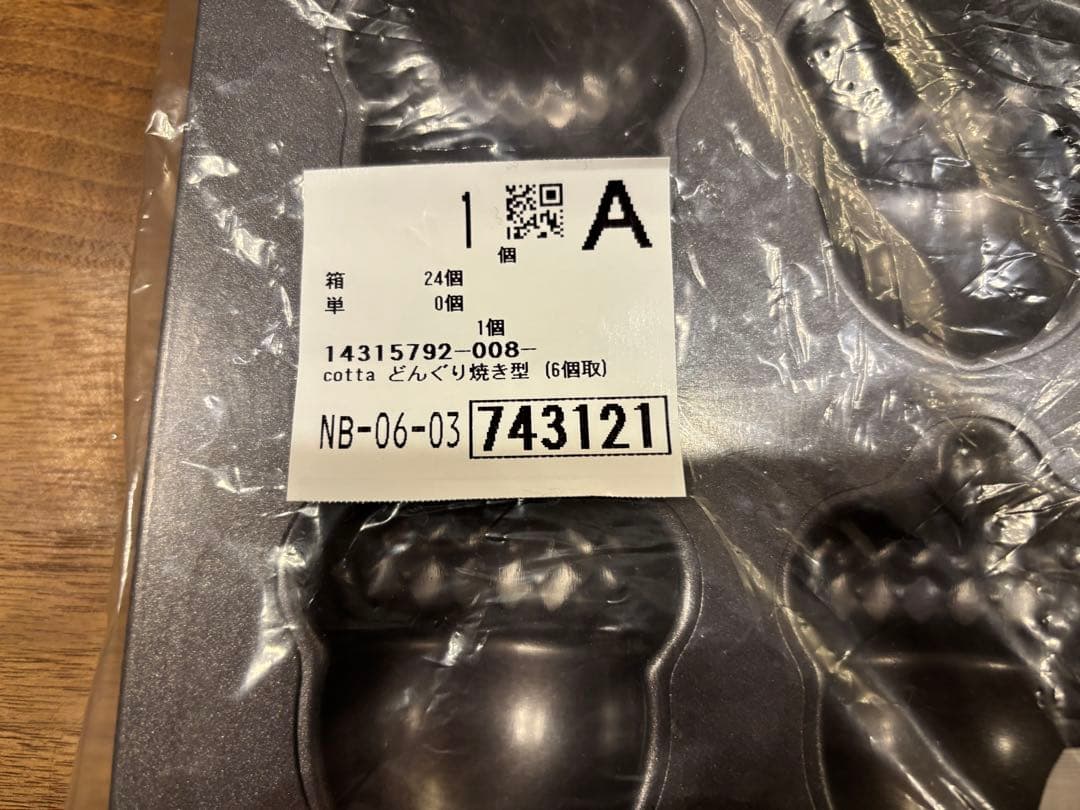 1 A
個
箱 24個
単 0個
1個
14315792-008-
cotta どんぐり焼き型 (6個取)
NB-06-03 743121